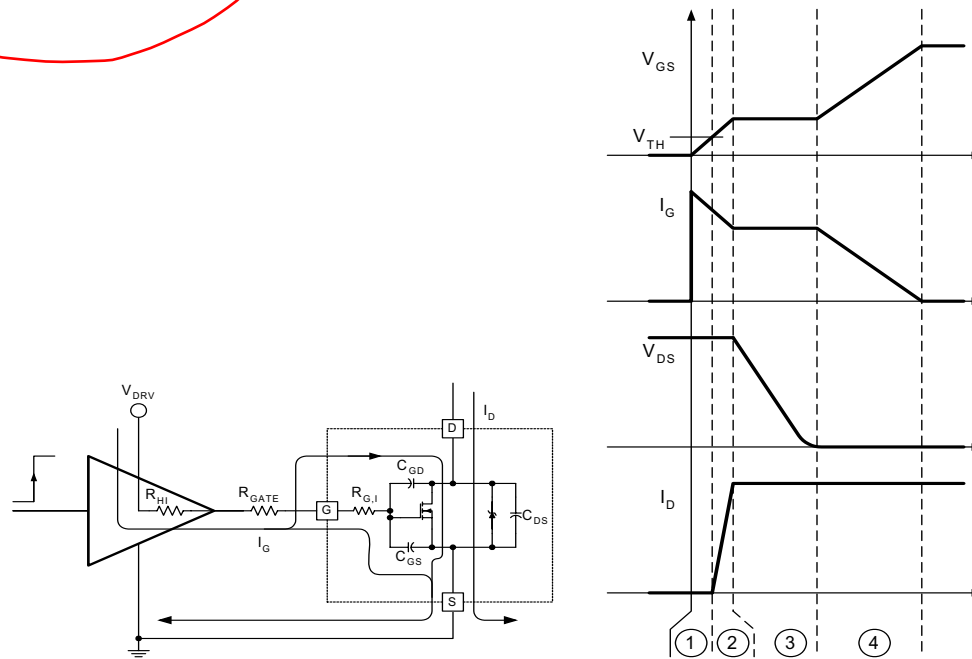 V_DRV
R_HI
R_GATE
I_G
G
R_G,I
C_GD
C_GS
D
I_D
C_DS
S
V_GS
V_TH
I_G
V_DS
I_D
1 2 3 4